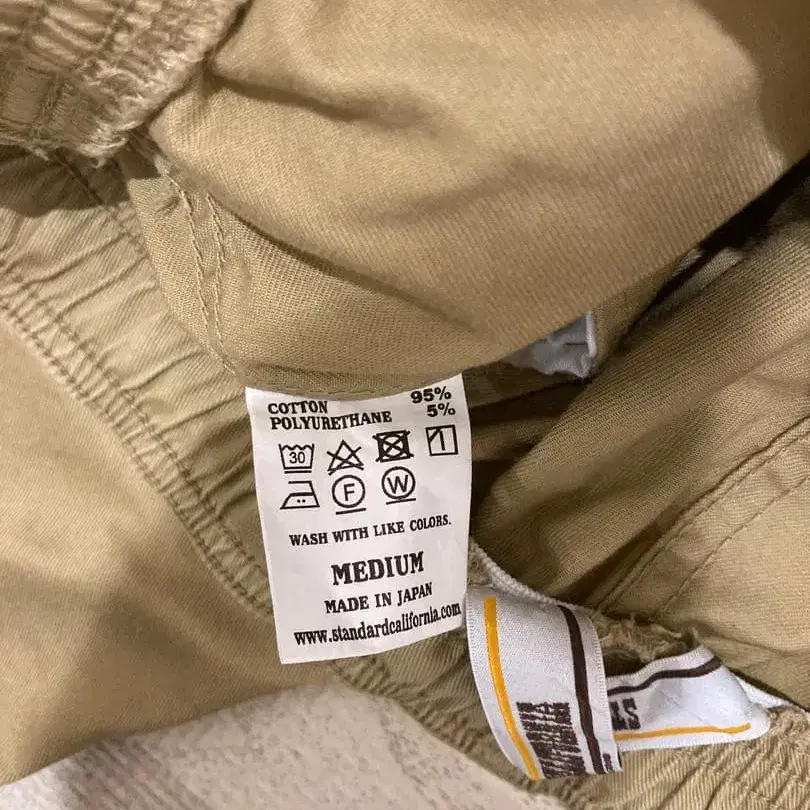 COTTON 95%
POLYURETHANE 5%
30
F W
WASH WITH LIKE COLORS.
MEDIUM
MADE IN JAPAN
www.standardcalifornia.com